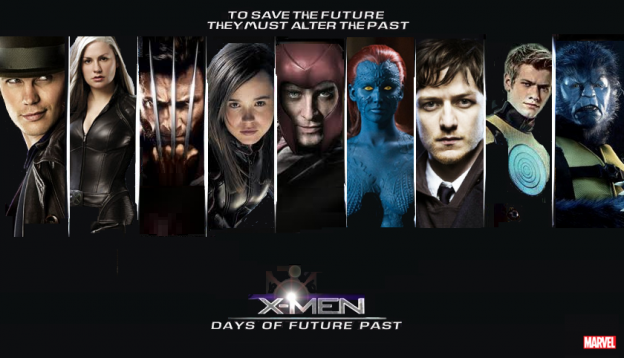 TO SAVE THE FUTURE
THEY MUST ALTER THE PAST
X-MEN
DAYS OF FUTURE PAST
MARVEL